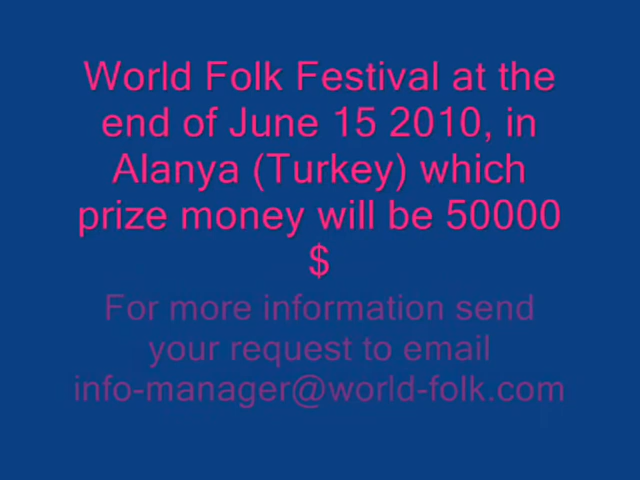 World Folk Festival at the
end of June 15 2010, in
Alanya (Turkey) which
prize money will be 50000
$
For more information send
your request to email
info-manager@world-folk.com